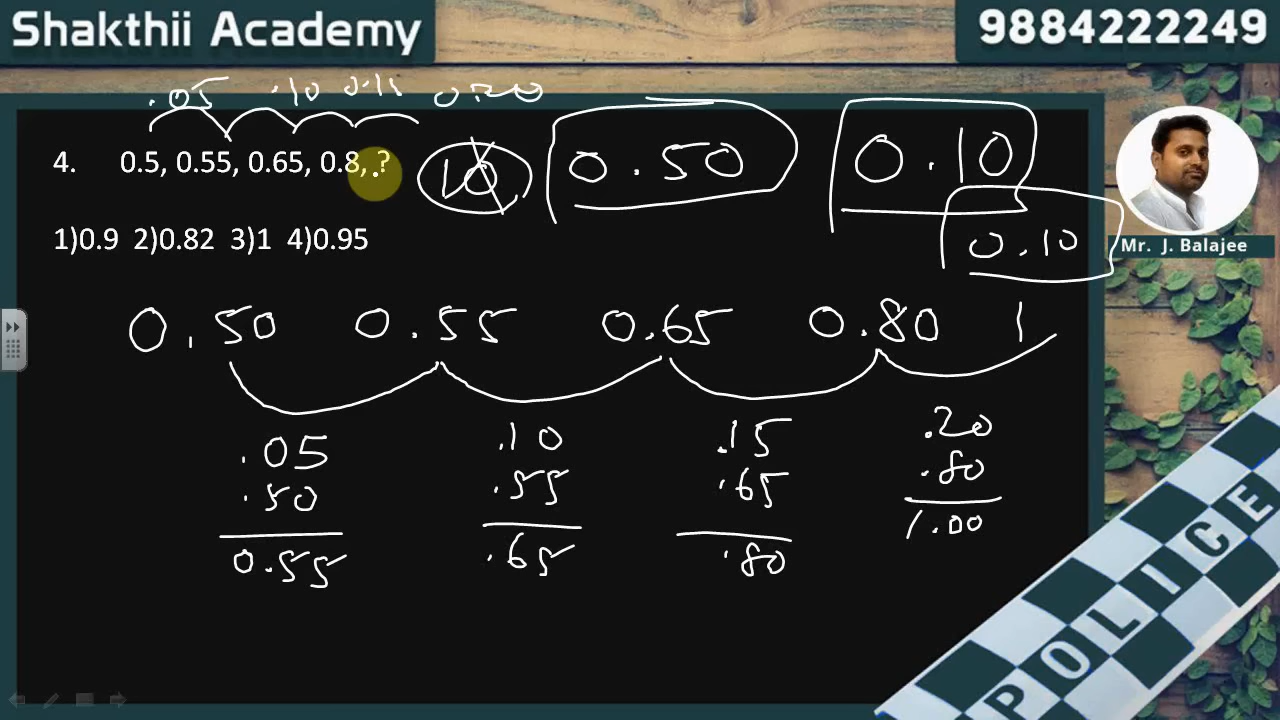 Shakthii Academy
9884222249
.05 .10 0.15 0.20
4. 0.5, 0.55, 0.65, 0.8, ?
10 0.50 0.10
1)0.9 2)0.82 3)1 4)0.95
0.10
Mr. J. Balajee
0.50 0.55 0.65 0.80 1
.05 .10 .15 .20
.50 .55 .65 .80
0.55 .65 .80 1.00
POLICE